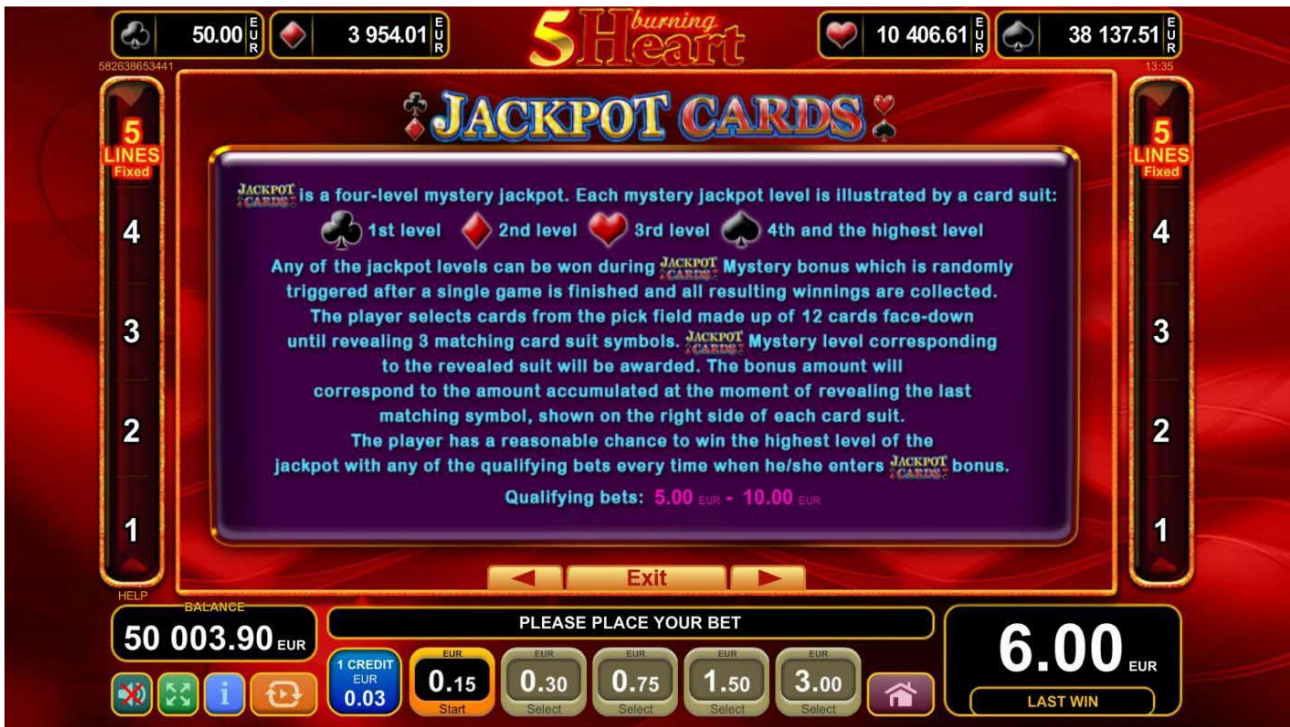 50.00 EUR
3 954.01 EUR
5 burning Heart
10 406.61 EUR
38 137.51 EUR
582638653441
13:35
5 LINES Fixed
4
3
2
1
JACKPOT CARDS
JACKPOT CARDS is a four-level mystery jackpot. Each mystery jackpot level is illustrated by a card suit:
1st level 2nd level 3rd level 4th and the highest level
Any of the jackpot levels can be won during JACKPOT CARDS Mystery bonus which is randomly
triggered after a single game is finished and all resulting winnings are collected.
The player selects cards from the pick field made up of 12 cards face-down
until revealing 3 matching card suit symbols. JACKPOT CARDS Mystery level corresponding
to the revealed suit will be awarded. The bonus amount will
correspond to the amount accumulated at the moment of revealing the last
matching symbol, shown on the right side of each card suit.
The player has a reasonable chance to win the highest level of the
jackpot with any of the qualifying bets every time when he/she enters JACKPOT CARDS bonus.
Qualifying bets: 5.00 EUR - 10.00 EUR
5 LINES Fixed
4
3
2
1
Exit
HELP
BALANCE
50 003.90 EUR
PLEASE PLACE YOUR BET
1 CREDIT
EUR
0.03
EUR
0.15
Start
EUR
0.30
Select
EUR
0.75
Select
EUR
1.50
Select
EUR
3.00
Select
6.00 EUR
LAST WIN
i